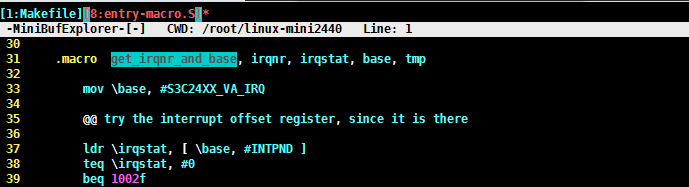 [1:Makefile][8:entry-macro.S]*
-MiniBufExplorer-[-]   CWD: /root/linux-mini2440   Line: 1
30
31     .macro  get_irqnr_and_base, irqnr, irqstat, base, tmp
32
33         mov \base, #S3C24XX_VA_IRQ
34
35         @@ try the interrupt offset register, since it is there
36
37         ldr \irqstat, [ \base, #INTPND ]
38         teq \irqstat, #0
39         beq 1002f